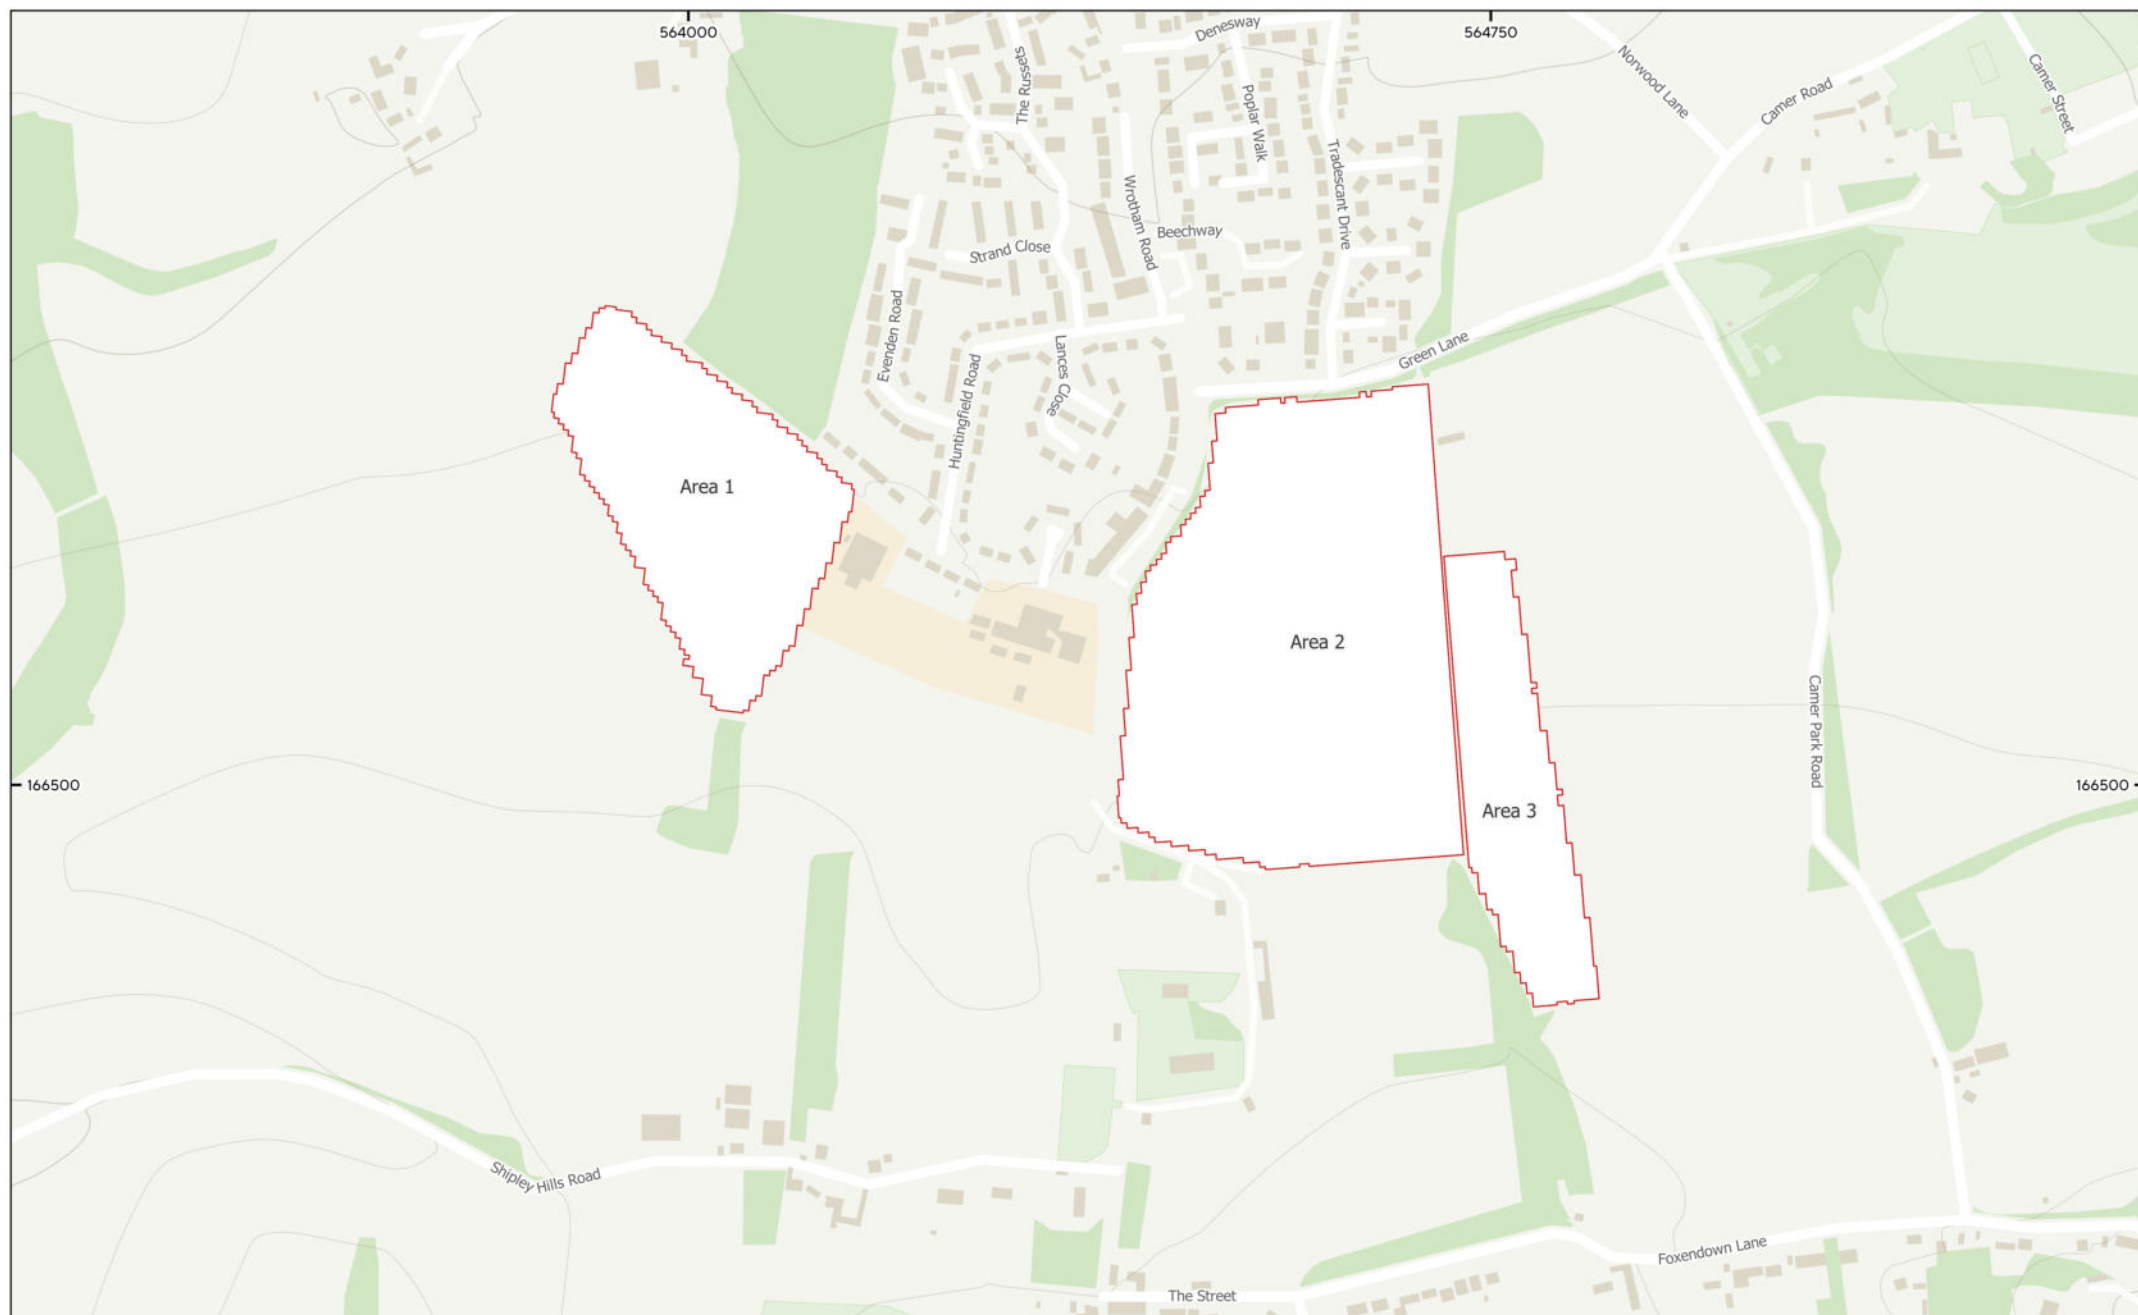 564000
564750
Denesway
The Russets
Norwood Lane
Camer Road
Camer Street
Poplar Walk
Tradescant Drive
Wrotham Road
Beechway
Strand Close
Evenden Road
Lances Close
Huntingfield Road
Green Lane
Area 1
Area 2
Area 3
Camer Park Road
166500
166500
Shipley Hills Road
Foxendown Lane
The Street